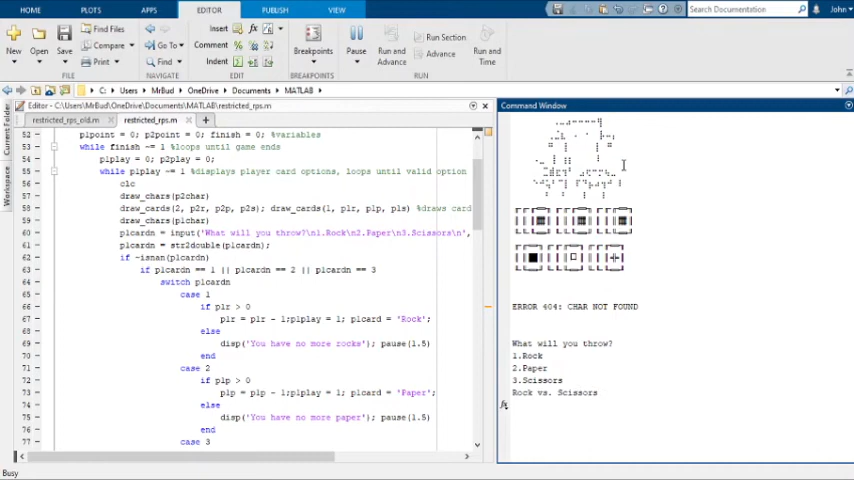 HOME PLOTS APPS EDITOR PUBLISH VIEW
Search Documentation
John
New Open Save
Find Files
Compare
Print
FILE
Go To
Find
NAVIGATE
Insert
Comment
Indent
EDIT
Breakpoints
BREAKPOINTS
Pause
Run and Advance
Run Section
Advance
Run and Time
RUN
C: Users MrBud OneDrive Documents MATLAB
Current Folder
Workspace
Editor - C:\Users\MrBud\OneDrive\Documents\MATLAB\restricted_rps.m
restricted_rps_old.m restricted_rps.m
52 p1point = 0; p2point = 0; finish = 0; %variables
53 while finish ~= 1 %loops until game ends
54 p1play = 0; p2play = 0;
55 while p1play ~= 1 %displays player card options, loops until valid option
56 clc
57 draw_chars(p2char)
58 draw_cards(2, p2r, p2p, p2s); draw_cards(1, p1r, p1p, p1s) %draws card
59 draw_chars(p1char)
60 p1cardn = input('What will you throw?\n1.Rock\n2.Paper\n3.Scissors\n',
61 p1cardn = str2double(p1cardn);
62 if ~isnan(p1cardn)
63 if p1cardn == 1 || p1cardn == 2 || p1cardn == 3
64 switch p1cardn
65 case 1
66 if p1r > 0
67 p1r = p1r - 1;p1play = 1; p1card = 'Rock';
68 else
69 disp('You have no more rocks'); pause(1.5)
70 end
71 case 2
72 if p1p > 0
73 p1p = p1p - 1;p1play = 1; p1card = 'Paper';
74 else
75 disp('You have no more paper'); pause(1.5)
76 end
77 case 3
Command Window
ERROR 404: CHAR NOT FOUND
What will you throw?
1.Rock
2.Paper
3.Scissors
Rock vs. Scissors
fx
Busy